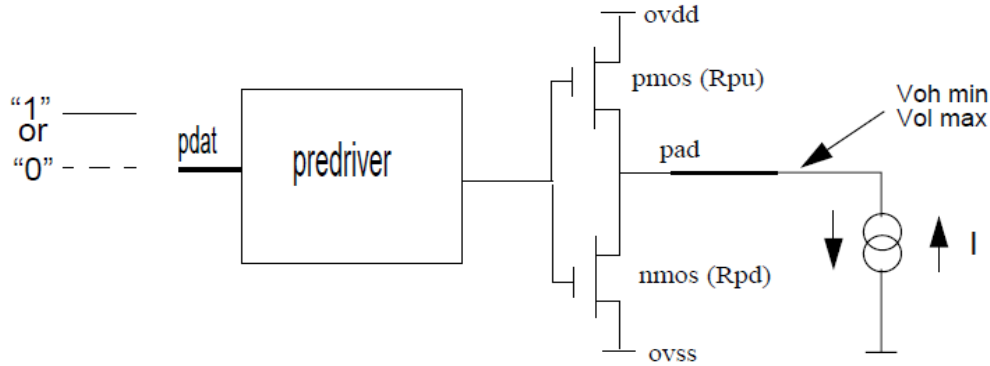 ovdd
pmos (Rpu)
Voh min
Vol max
“1”
or
“0”
pdat
predriver
pad
nmos (Rpd)
I
ovss